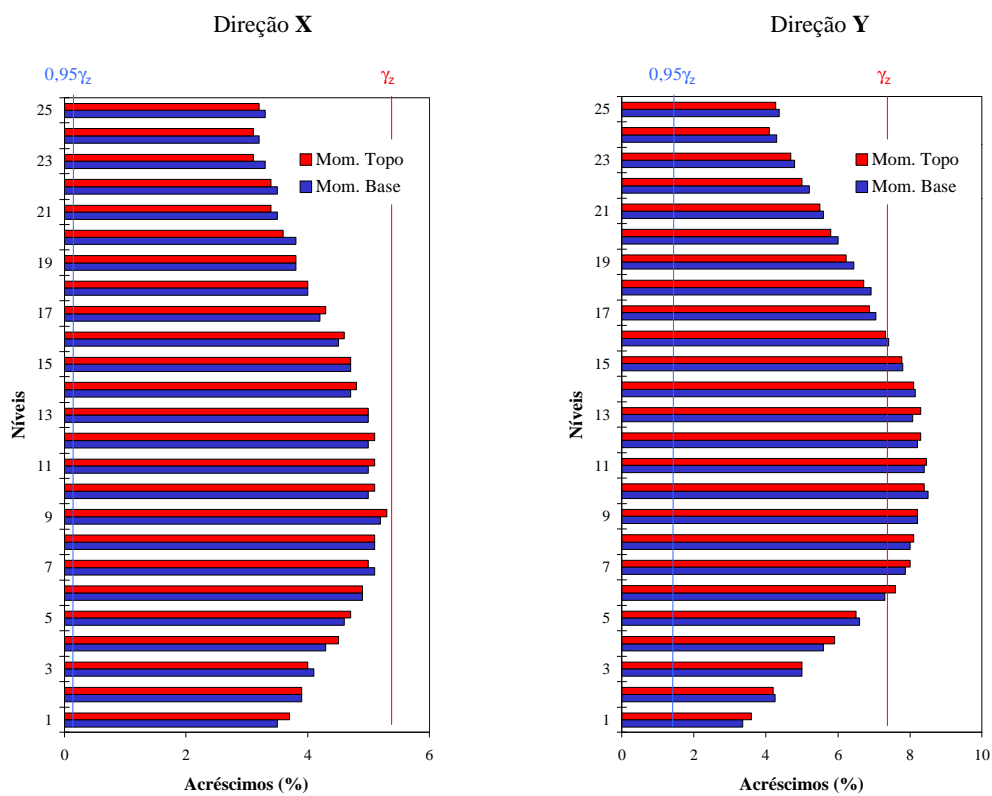 Direção X
0,95γz
γz
25
23
21
19
17
15
13
11
9
7
5
3
1
Níveis
Mom. Topo
Mom. Base
0 2 4 6
Acréscimos (%)
Direção Y
0,95γz
γz
25
23
21
19
17
15
13
11
9
7
5
3
1
Níveis
Mom. Topo
Mom. Base
0 2 4 6 8 10
Acréscimos (%)